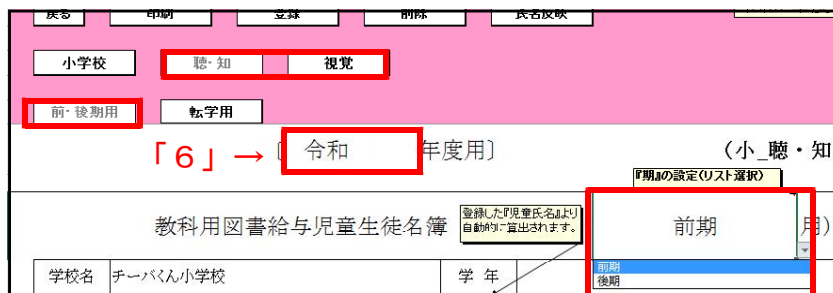 戻る 印刷 登録 削除 氏名反映
小学校 聴・知 視覚
前・後期用 転学用
「6」→ 〔 令和 年度用〕 (小_聴・知
『期』の設定(リスト選択)
教科用図書給与児童生徒名簿 登録した『児童氏名』より 前期 用)
自動的に算出されます。
学校名 チーバくん小学校 学 年 前期
後期